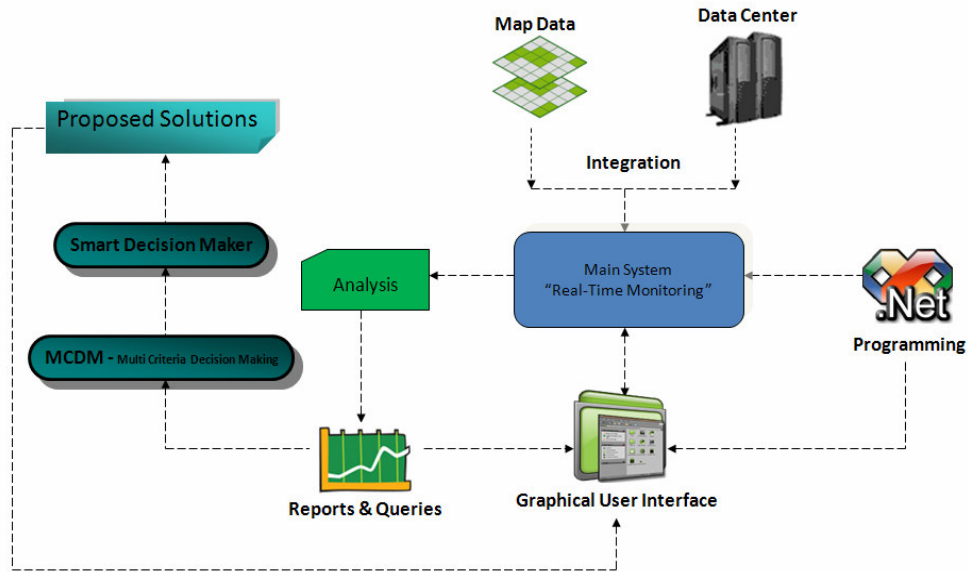 Map Data
Data Center
Proposed Solutions
Integration
Smart Decision Maker
Main System
“Real-Time Monitoring”
Analysis
.Net
Programming
MCDM - Multi Criteria Decision Making
Reports & Queries
Graphical User Interface